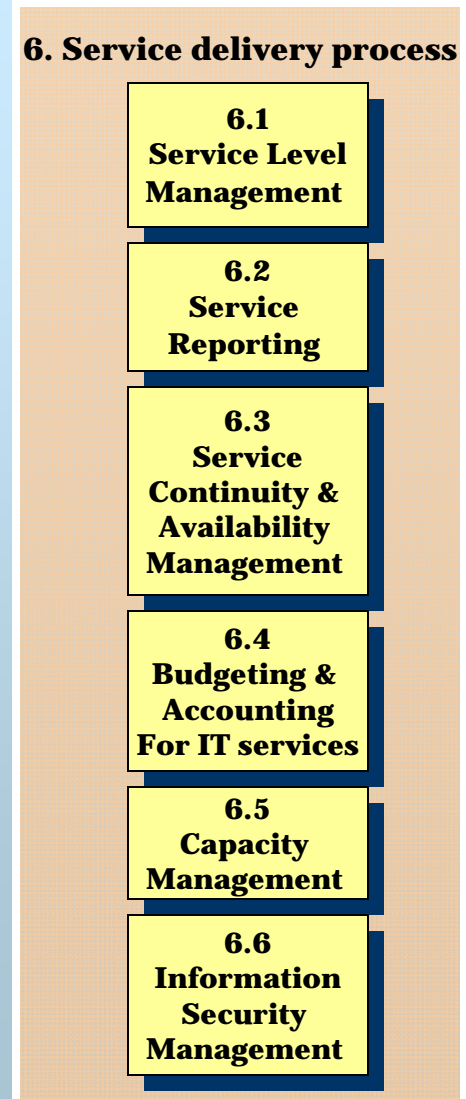 6. Service delivery process
6.1
Service Level
Management
6.2
Service
Reporting
6.3
Service
Continuity &
Availability
Management
6.4
Budgeting &
Accounting
For IT services
6.5
Capacity
Management
6.6
Information
Security
Management